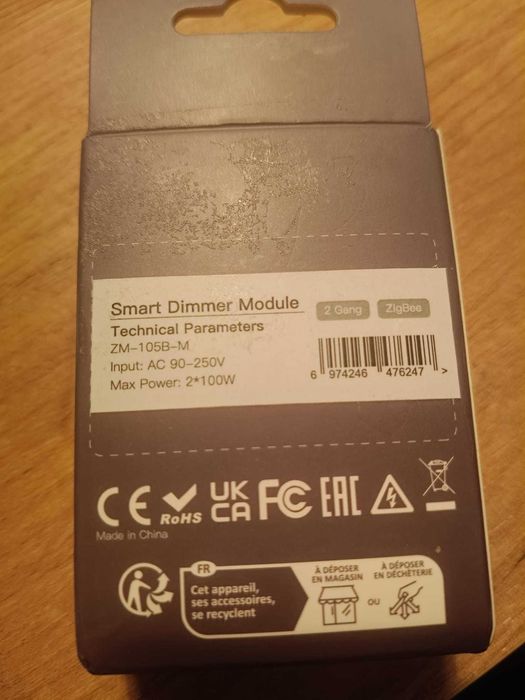 Smart Dimmer Module 2 Gang ZigBee
Technical Parameters
ZM-105B-M
Input: AC 90-250V
Max Power: 2*100W
6 974246 476247 >
CE RoHS UK CA FC EAC
Made in China
FR
Cet appareil,
ses accessoires,
se recyclent
À DÉPOSER
EN MAGASIN
OU
À DÉPOSER
EN DÉCHÈTERIE